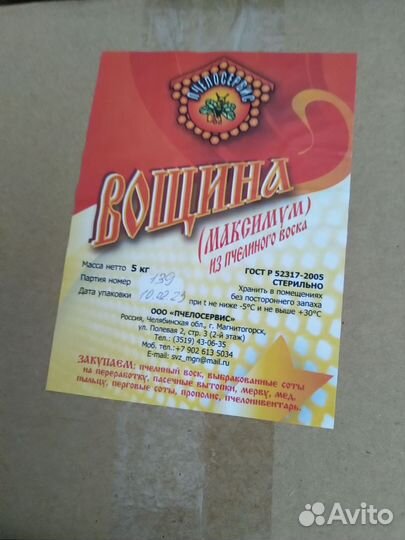 ПЧЕЛОСЕРВИС
ВОЩИНА
(МАКСИМУМ)
ИЗ ПЧЕЛИНОГО ВОСКА
Масса нетто 5 кг
Партия номер 139
Дата упаковки 10.02.23
ГОСТ Р 52317-2005
СТЕРИЛЬНО
Хранить в помещениях
без постороннего запаха
при t не ниже -5°C и не выше +30°C
ООО «ПЧЕЛОСЕРВИС»
Россия, Челябинская обл., г. Магнитогорск,
ул. Полевая 2, стр. 3 (2-й этаж)
Тел.: (3519) 43-06-35
Моб. тел.:+7 902 613 5034
E-mail: svz_mgn@mail.ru
ЗАКУПАЕМ: пчелиный воск, выбракованные соты
на переработку, пасечные вытопки, мерву, мед,
пыльцу, перговые соты, прополис, пчелоинвентарь.
Avito